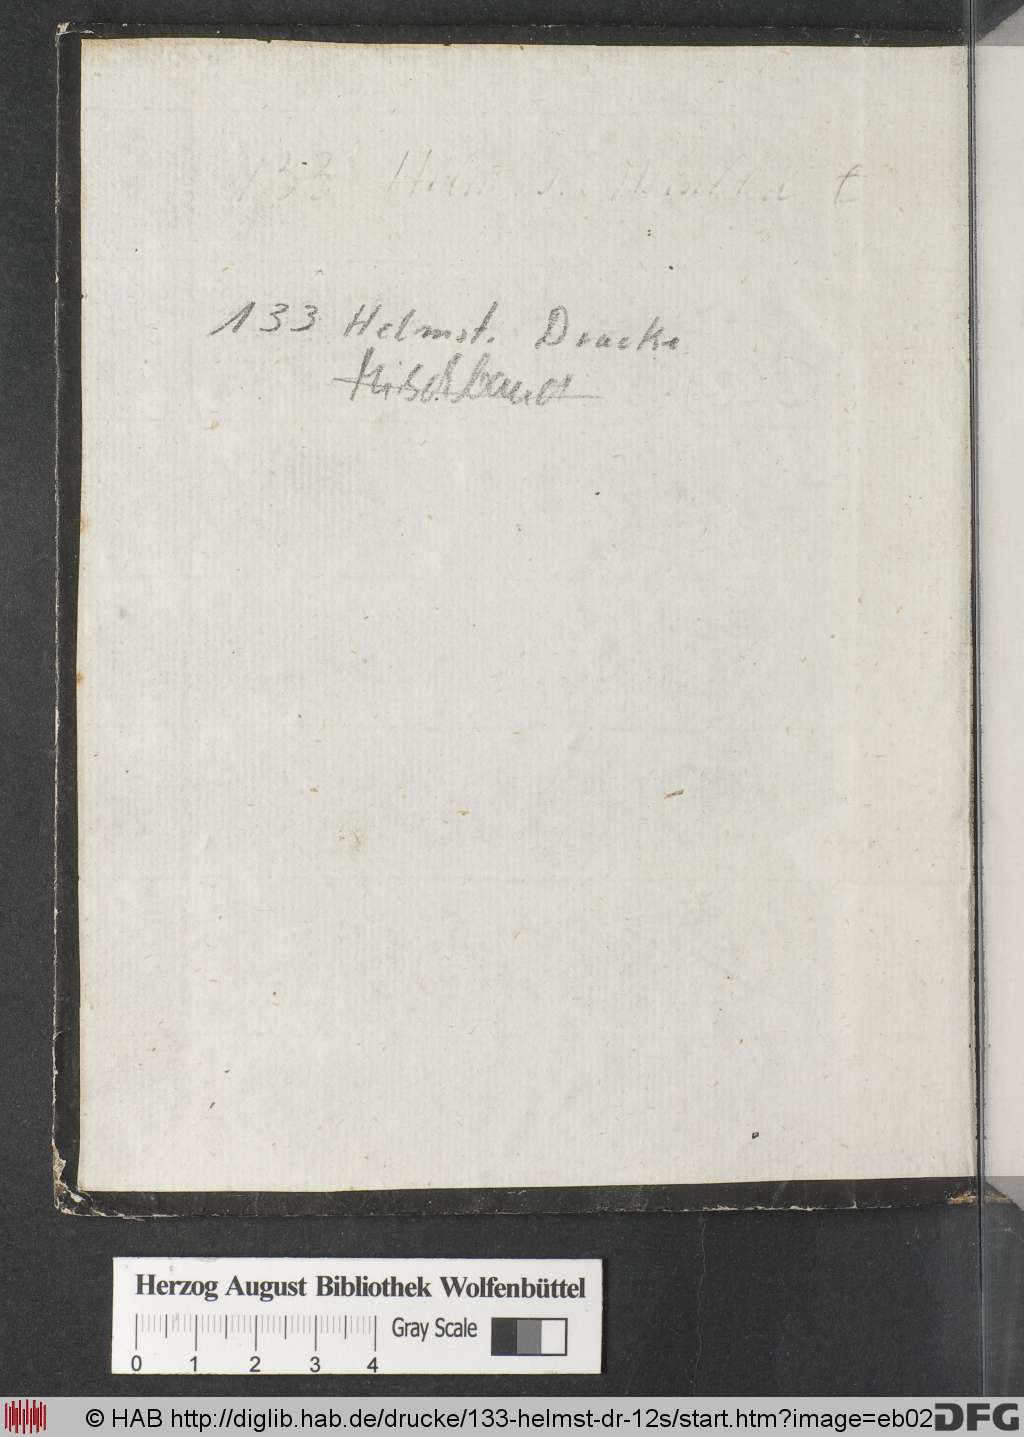 133 Helmst. Drucke
Mischband
Herzog August Bibliothek Wolfenbüttel
Gray Scale
0 1 2 3 4
© HAB http://diglib.hab.de/drucke/133-helmst-dr-12s/start.htm?image=eb02
DFG